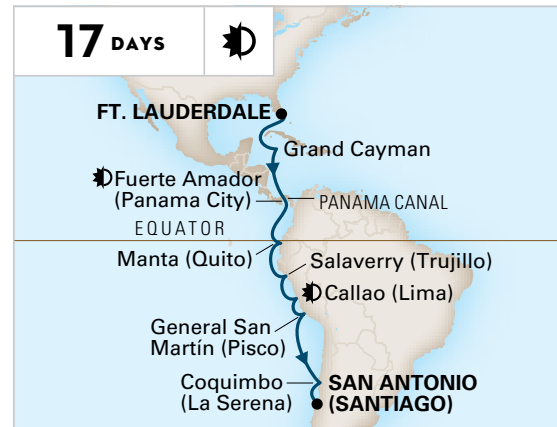 17 DAYS
FT. LAUDERDALE
Grand Cayman
Fuerte Amador
(Panama City)
PANAMA CANAL
EQUATOR
Manta (Quito)
Salaverry (Trujillo)
Callao (Lima)
General San
Martín (Pisco)
Coquimbo
(La Serena)
SAN ANTONIO
(SANTIAGO)